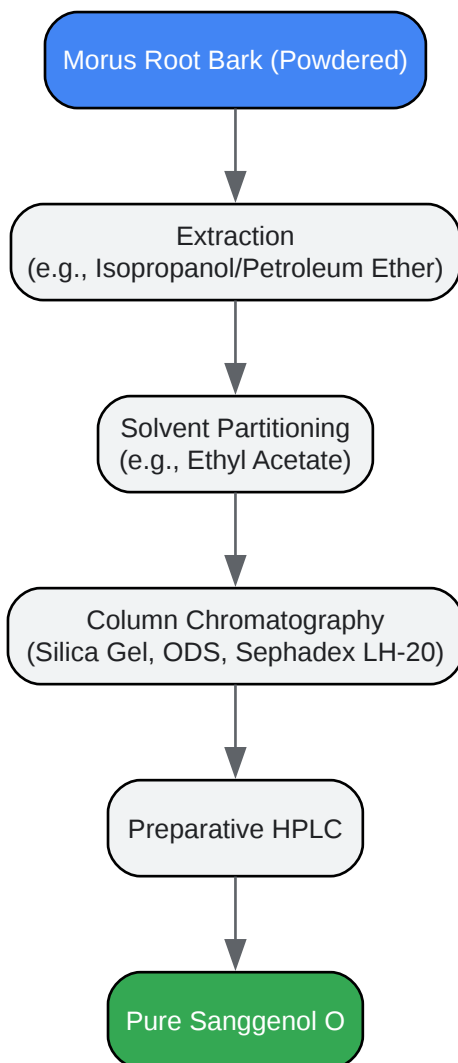 Morus Root Bark (Powdered)
Extraction
(e.g., Isopropanol/Petroleum Ether)
Solvent Partitioning
(e.g., Ethyl Acetate)
Column Chromatography
(Silica Gel, ODS, Sephadex LH-20)
Preparative HPLC
Pure Sanggenol O